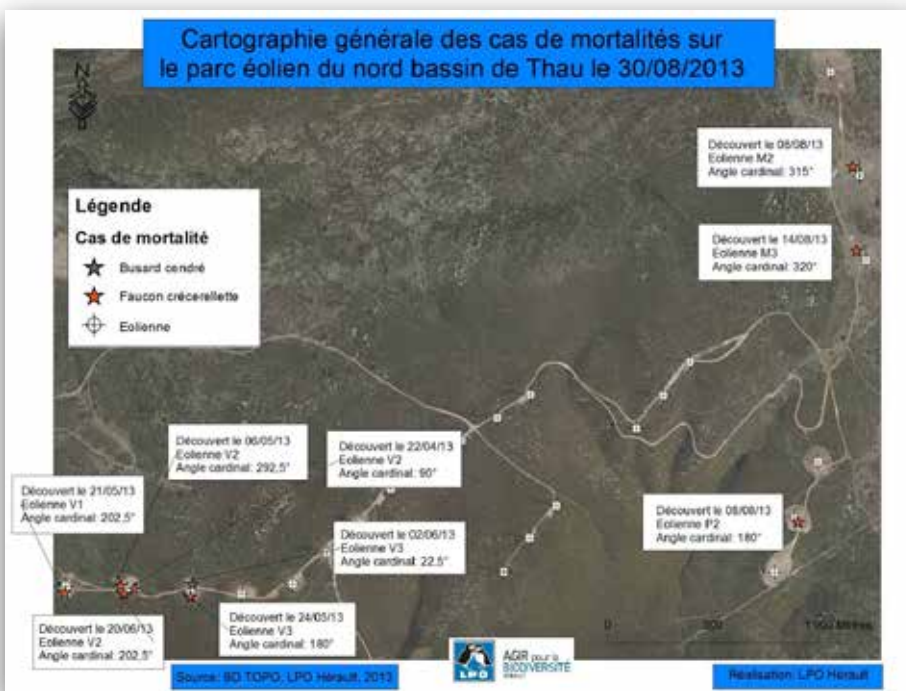 Cartographie générale des cas de mortalités sur
le parc éolien du nord bassin de Thau le 30/08/2013
N
Découvert le 08/08/13
Eolienne M2
Angle cardinal: 315°
Légende
Cas de mortalité
Busard cendré
Faucon crécerellette
Eolienne
Découvert le 14/08/13
Eolienne M3
Angle cardinal: 320°
Découvert le 06/05/13
Eolienne V2
Angle cardinal: 292.5°
Découvert le 22/04/13
Eolienne V2
Angle cardinal: 90°
Découvert le 21/05/13
Eolienne V1
Angle cardinal: 202.5°
Découvert le 08/08/13
Eolienne P2
Angle cardinal: 180°
Découvert le 02/06/13
Eolienne V3
Angle cardinal: 22.5°
Découvert le 24/05/13
Eolienne V3
Angle cardinal: 180°
Découvert le 20/06/13
Eolienne V2
Angle cardinal: 202.5°
0
Mètres
Source: BD TOPO, LPO Hérault, 2013
LPO
AGIR pour la
BIODIVERSITÉ
HÉRAULT
Réalisation: LPO Hérault